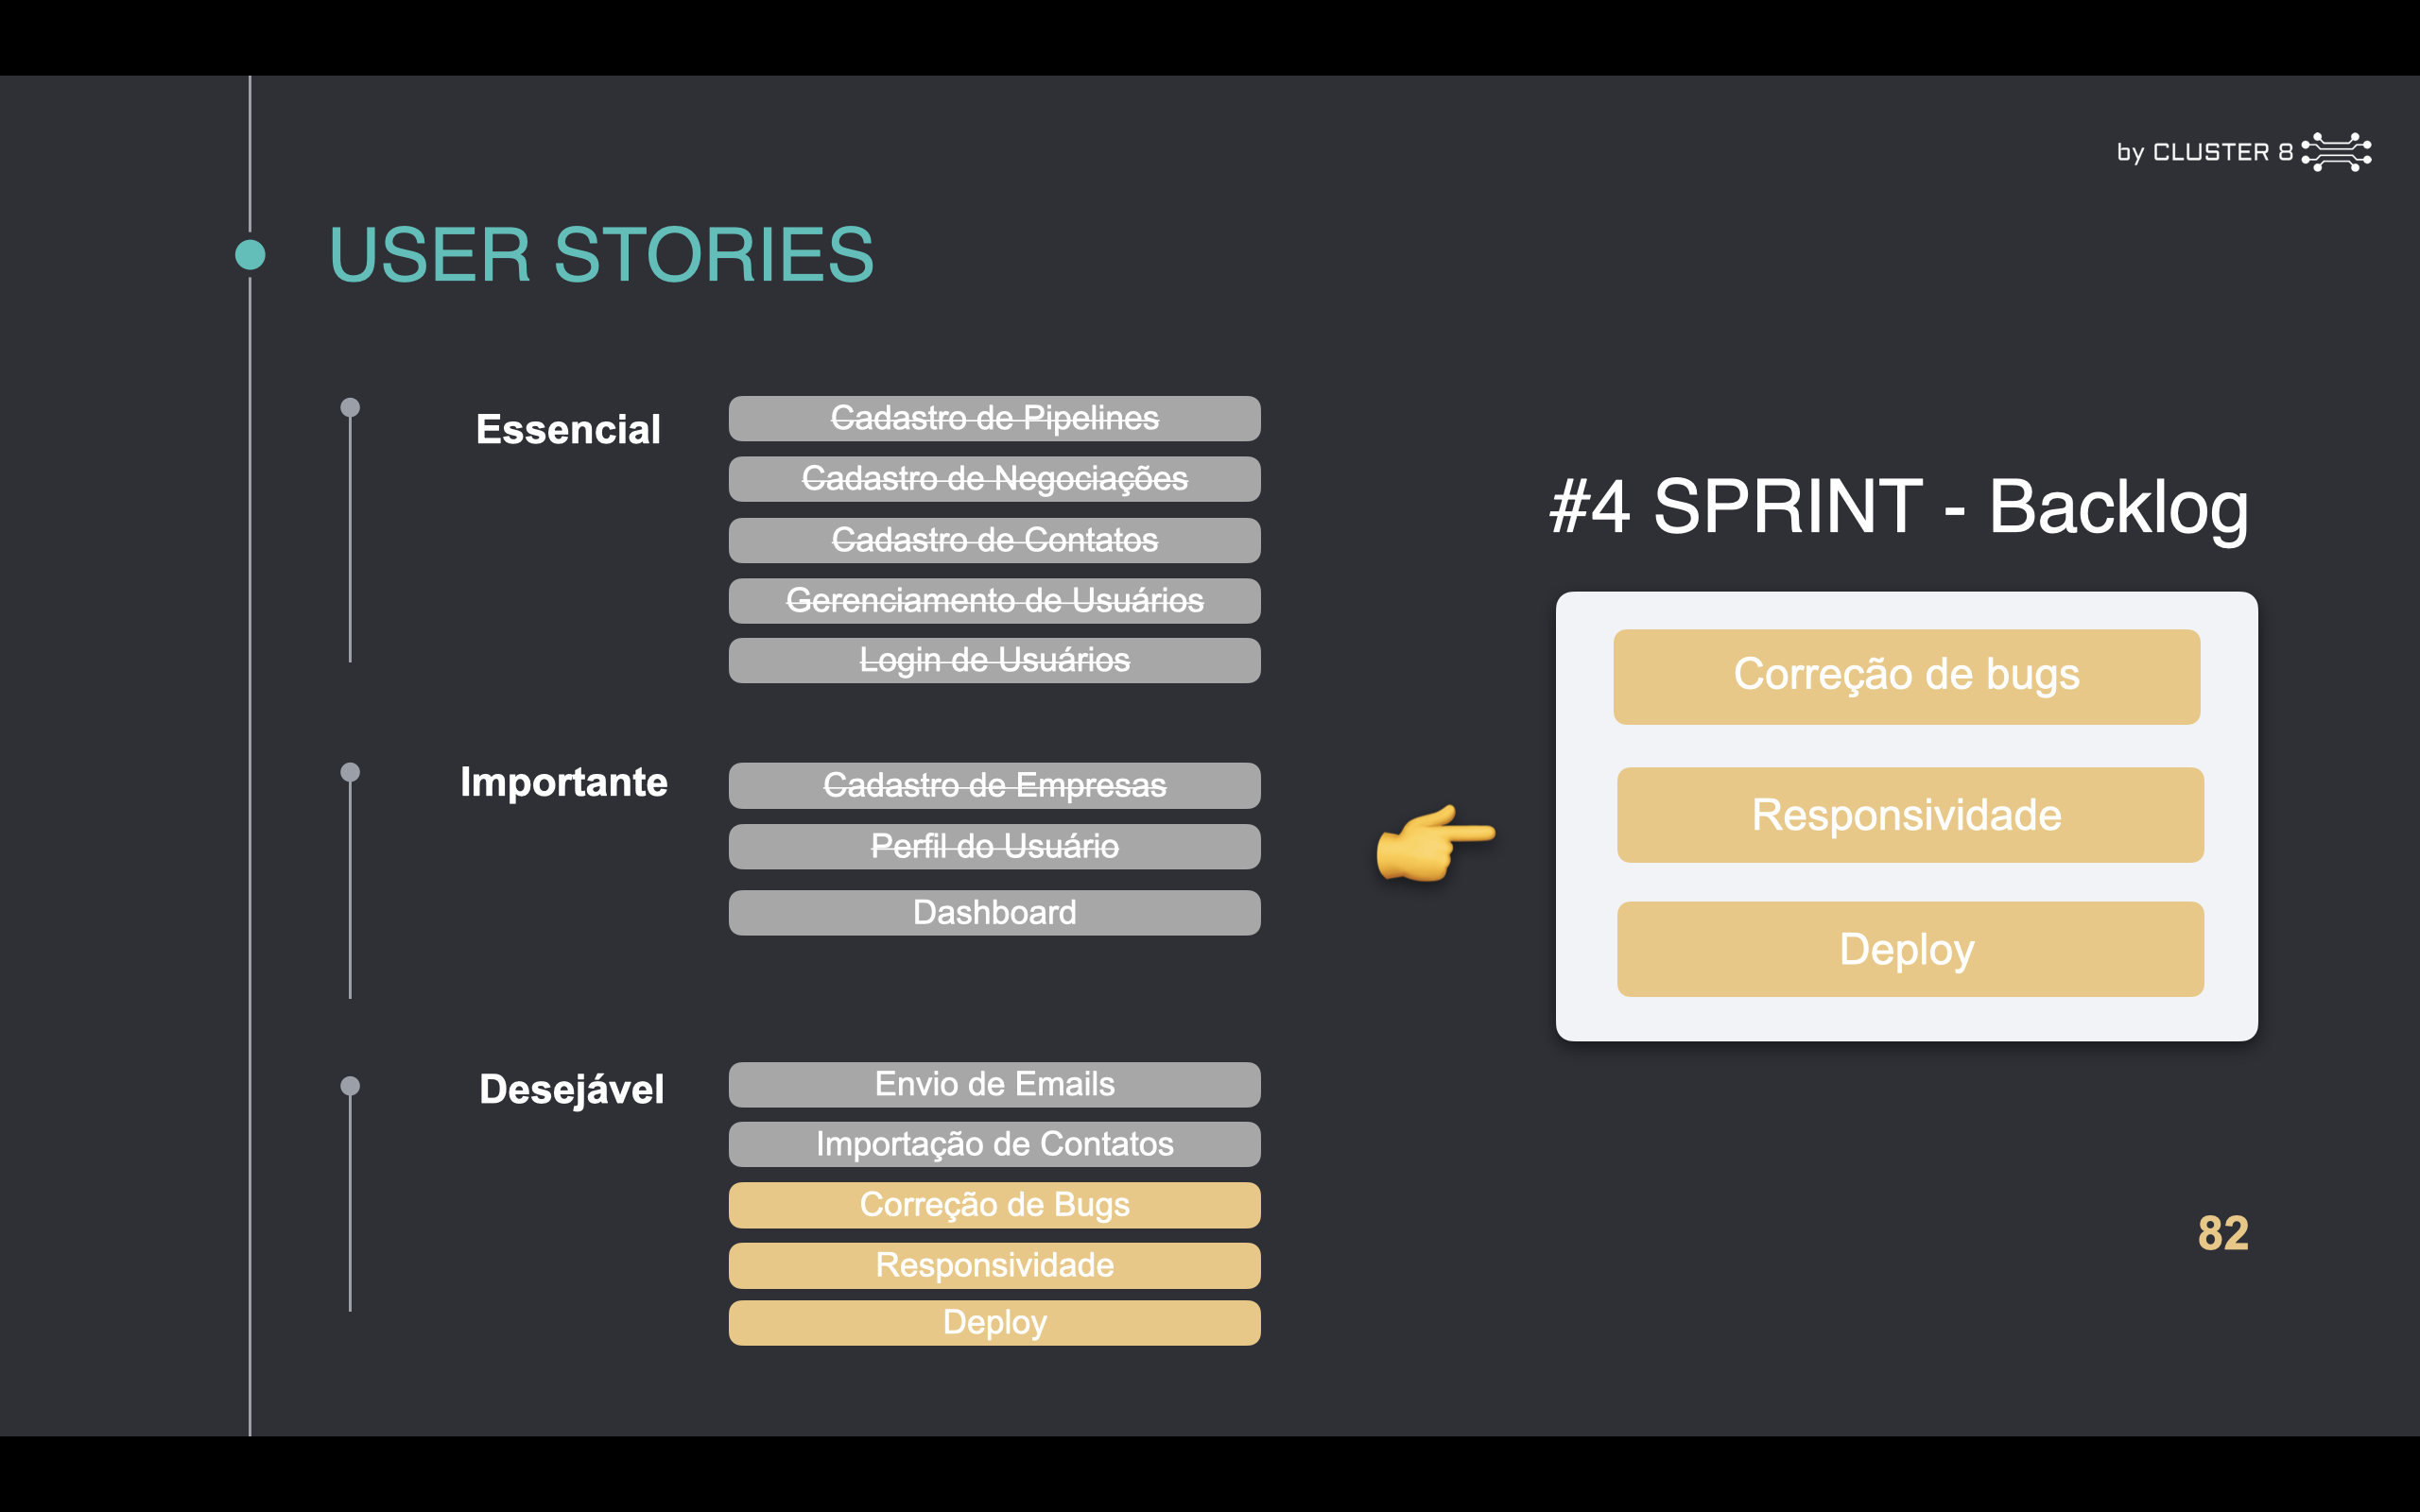 by CLUSTER 8
USER STORIES
Essencial
Cadastro de Pipelines
Cadastro de Negociações
Cadastro de Contatos
Gerenciamento de Usuários
Login de Usuários
Importante
Cadastro de Empresas
Perfil do Usuário
Dashboard
Desejável
Envio de Emails
Importação de Contatos
Correção de Bugs
Responsividade
Deploy
#4 SPRINT - Backlog
Correção de bugs
Responsividade
Deploy
82